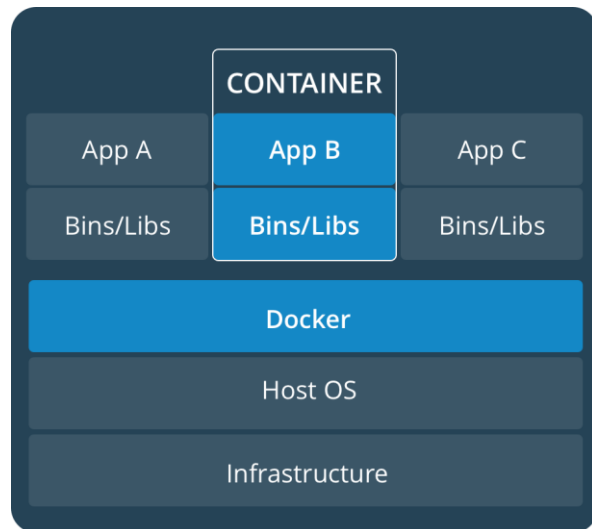 CONTAINER
App A App B App C
Bins/Libs Bins/Libs Bins/Libs
Docker
Host OS
Infrastructure